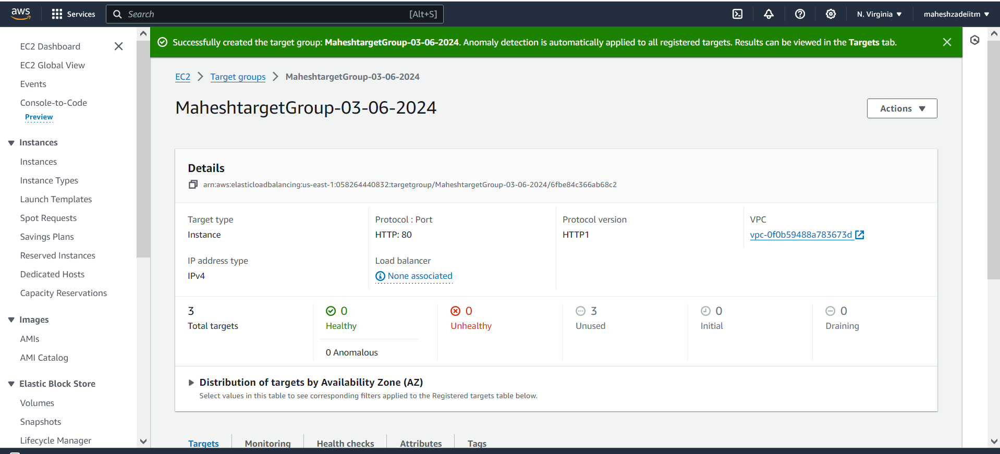 aws
Services
Search
[Alt+S]
N. Virginia
maheshzadeiitm
EC2 Dashboard
EC2 Global View
Events
Console-to-Code
Preview
Instances
Instances
Instance Types
Launch Templates
Spot Requests
Savings Plans
Reserved Instances
Dedicated Hosts
Capacity Reservations
Images
AMIs
AMI Catalog
Elastic Block Store
Volumes
Snapshots
Lifecycle Manager
Successfully created the target group: MaheshtargetGroup-03-06-2024. Anomaly detection is automatically applied to all registered targets. Results can be viewed in the Targets tab.
EC2 > Target groups > MaheshtargetGroup-03-06-2024
MaheshtargetGroup-03-06-2024
Actions
Details
arn:aws:elasticloadbalancing:us-east-1:058264440832:targetgroup/MaheshtargetGroup-03-06-2024/6fbe84c366ab68c2
Target type
Instance
Protocol : Port
HTTP: 80
Protocol version
HTTP1
VPC
vpc-0f0b59488a783673d
IP address type
IPv4
Load balancer
None associated
3
Total targets
0
Healthy
0 Anomalous
0
Unhealthy
3
Unused
0
Initial
0
Draining
Distribution of targets by Availability Zone (AZ)
Select values in this table to see corresponding filters applied to the Registered targets table below.
Targets
Monitoring
Health checks
Attributes
Tags